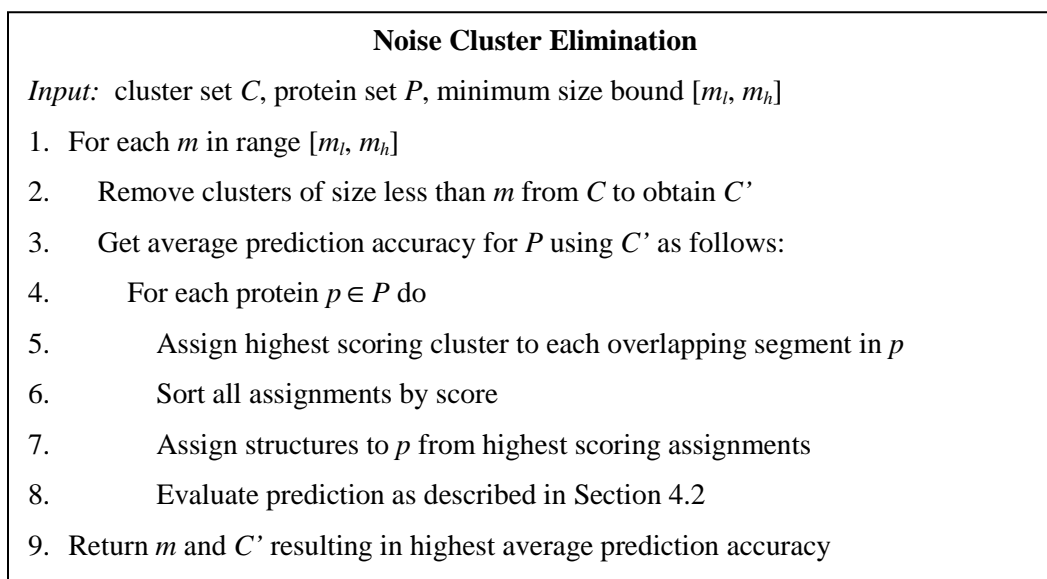 Noise Cluster Elimination
Input: cluster set C, protein set P, minimum size bound [mₗ, mₕ]
1. For each m in range [mₗ, mₕ]
2. Remove clusters of size less than m from C to obtain C’
3. Get average prediction accuracy for P using C’ as follows:
4. For each protein p ∈ P do
5. Assign highest scoring cluster to each overlapping segment in p
6. Sort all assignments by score
7. Assign structures to p from highest scoring assignments
8. Evaluate prediction as described in Section 4.2
9. Return m and C’ resulting in highest average prediction accuracy